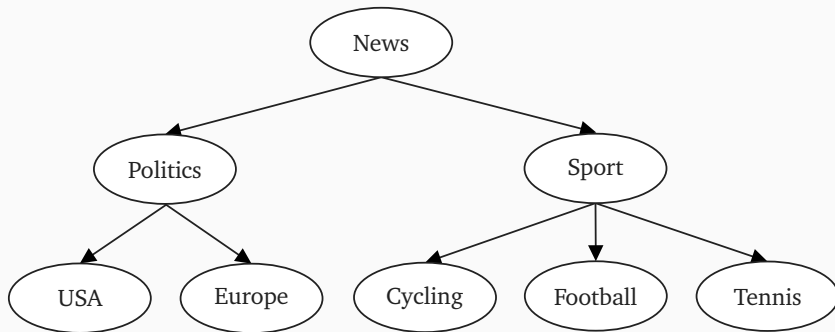 News
Politics
Sport
USA
Europe
Cycling
Football
Tennis